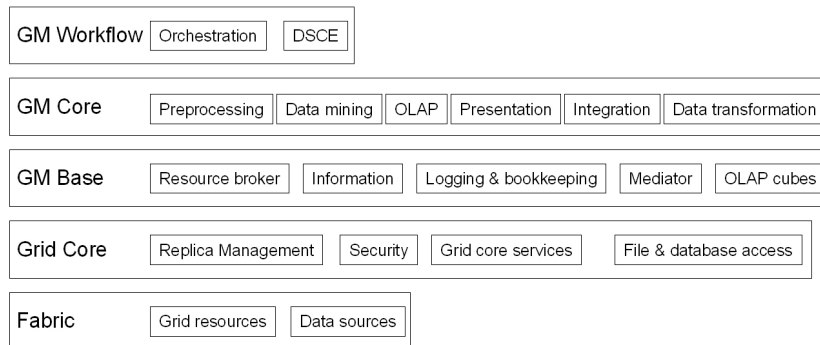 GM Workflow Orchestration DSCE
GM Core Preprocessing Data mining OLAP Presentation Integration Data transformation
GM Base Resource broker Information Logging & bookkeeping Mediator OLAP cubes
Grid Core Replica Management Security Grid core services File & database access
Fabric Grid resources Data sources